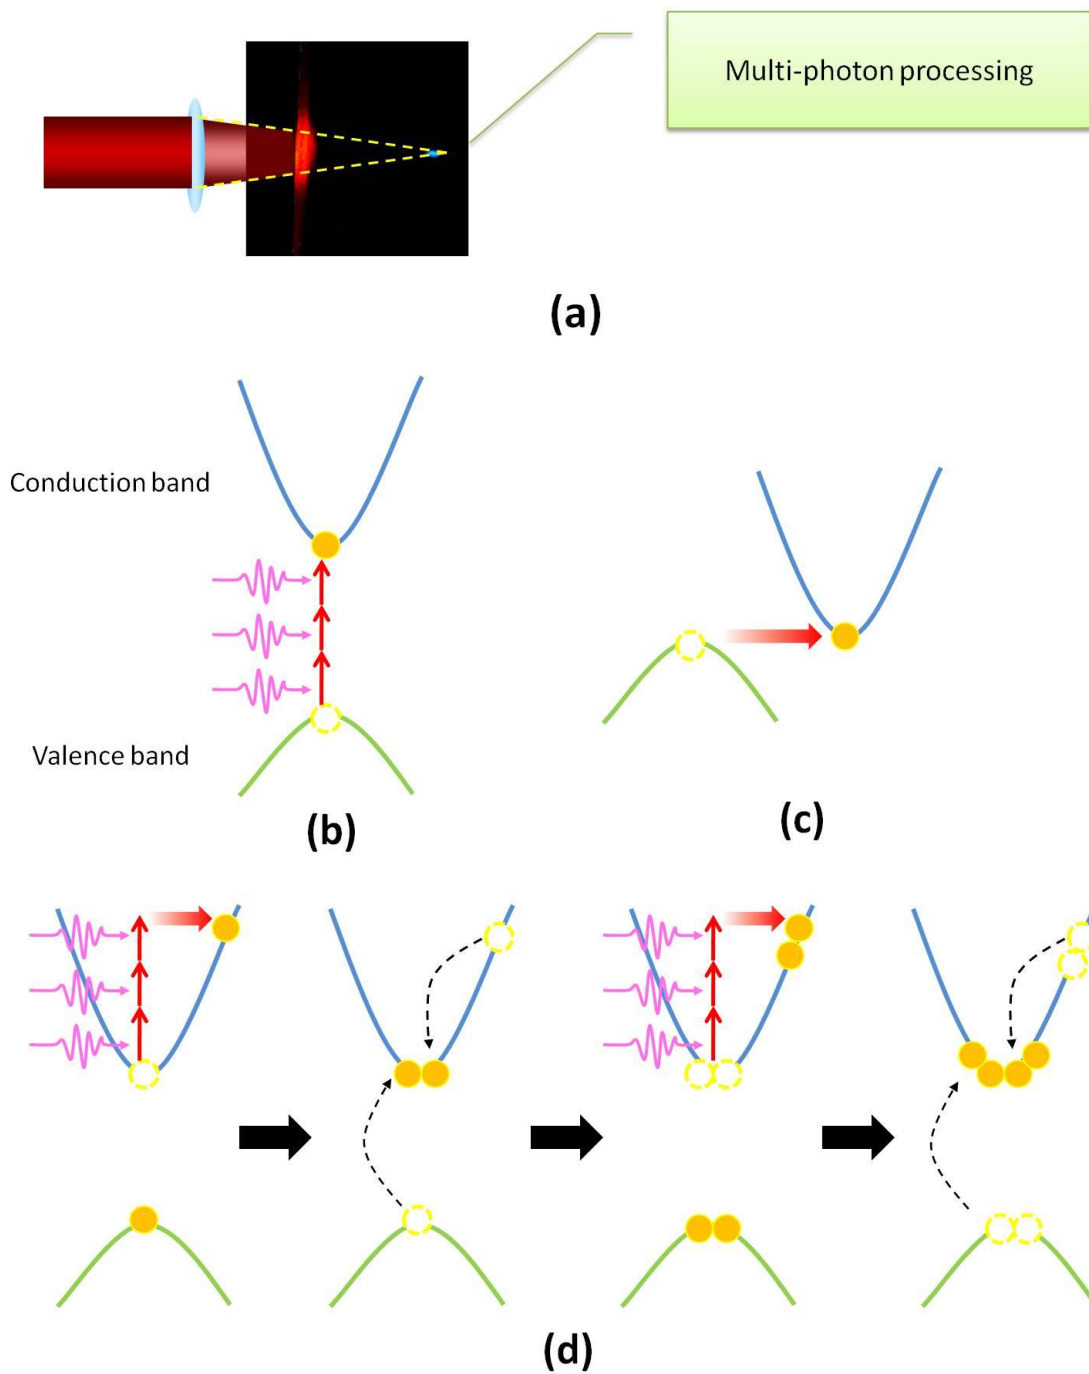 Multi-photon processing
(a)
Conduction band
Valence band
(b)
(c)
(d)